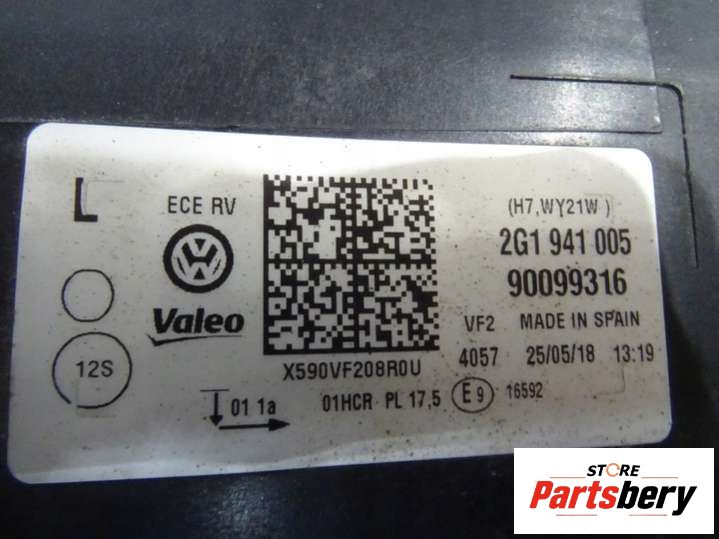 L
ECE RV
(H7,WY21W )
2G1 941 005
90099316
Valeo
VF2 MADE IN SPAIN
12S
X590VF208R0U
4057 25/05/18 13:19
01 1a
01HCR PL 17,5 E9 16592
STORE
Partsbery